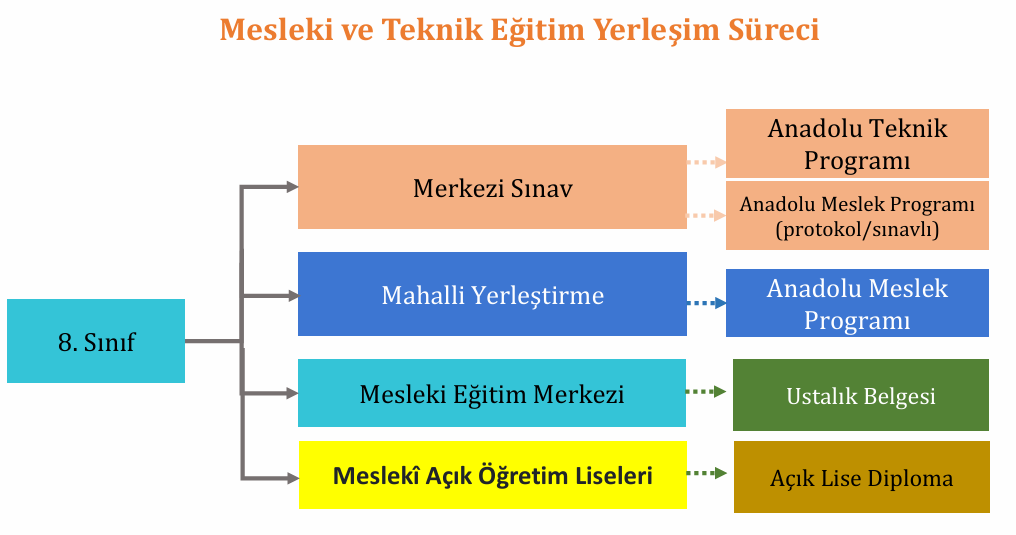 Mesleki ve Teknik Eğitim Yerleşim Süreci
8. Sınıf
Merkezi Sınav
Anadolu Teknik
Programı
Anadolu Meslek Programı
(protokol/sınavlı)
Mahalli Yerleştirme
Anadolu Meslek
Programı
Mesleki Eğitim Merkezi
Ustalık Belgesi
Meslekî Açık Öğretim Liseleri
Açık Lise Diploma